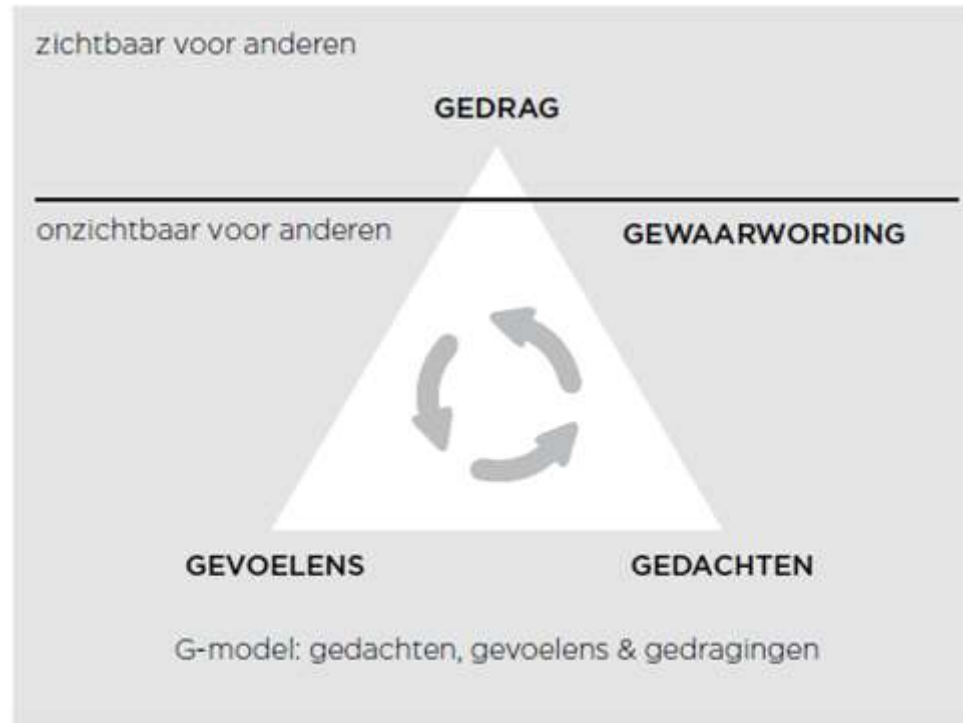 zichtbaar voor anderen
GEDRAG
onzichtbaar voor anderen
GEWAARWORDING
GEVOELENS
GEDACHTEN
G-model: gedachten, gevoelens & gedragingen